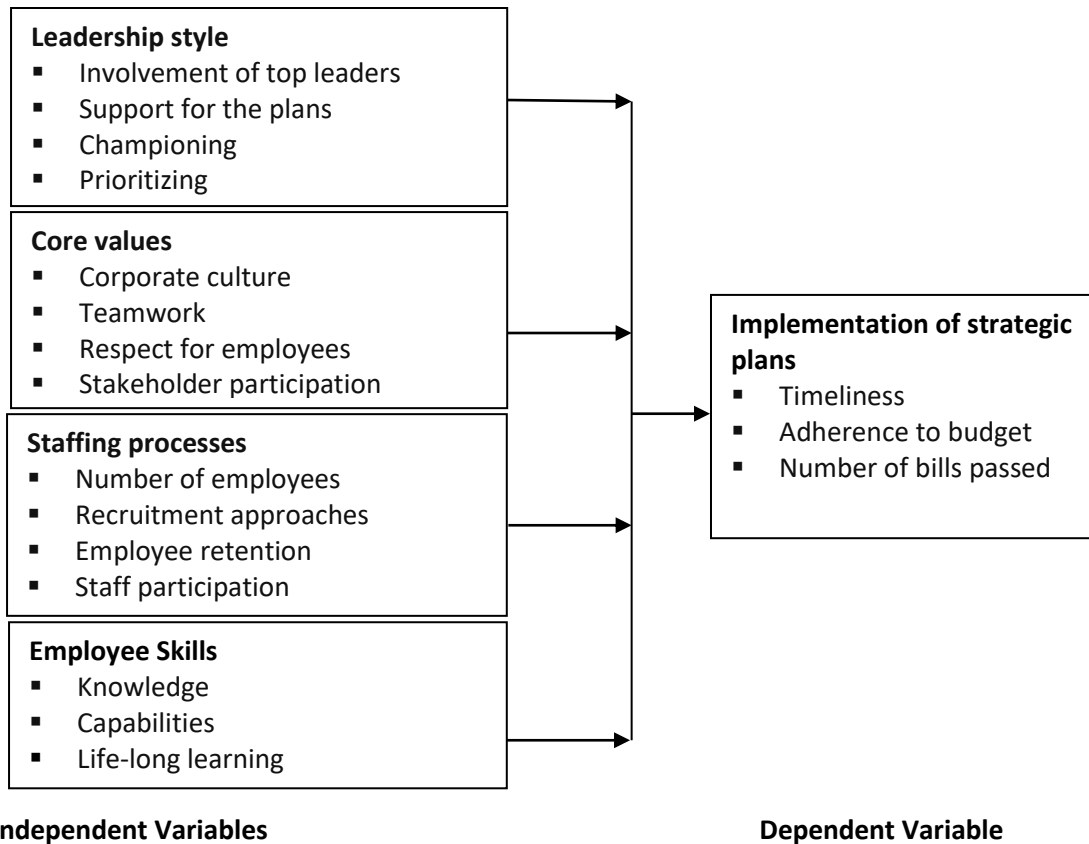 Leadership style
▪ Involvement of top leaders
▪ Support for the plans
▪ Championing
▪ Prioritizing
Core values
▪ Corporate culture
▪ Teamwork
▪ Respect for employees
▪ Stakeholder participation
Staffing processes
▪ Number of employees
▪ Recruitment approaches
▪ Employee retention
▪ Staff participation
Employee Skills
▪ Knowledge
▪ Capabilities
▪ Life-long learning
Implementation of strategic
plans
▪ Timeliness
▪ Adherence to budget
▪ Number of bills passed
ndependent Variables
Dependent Variable